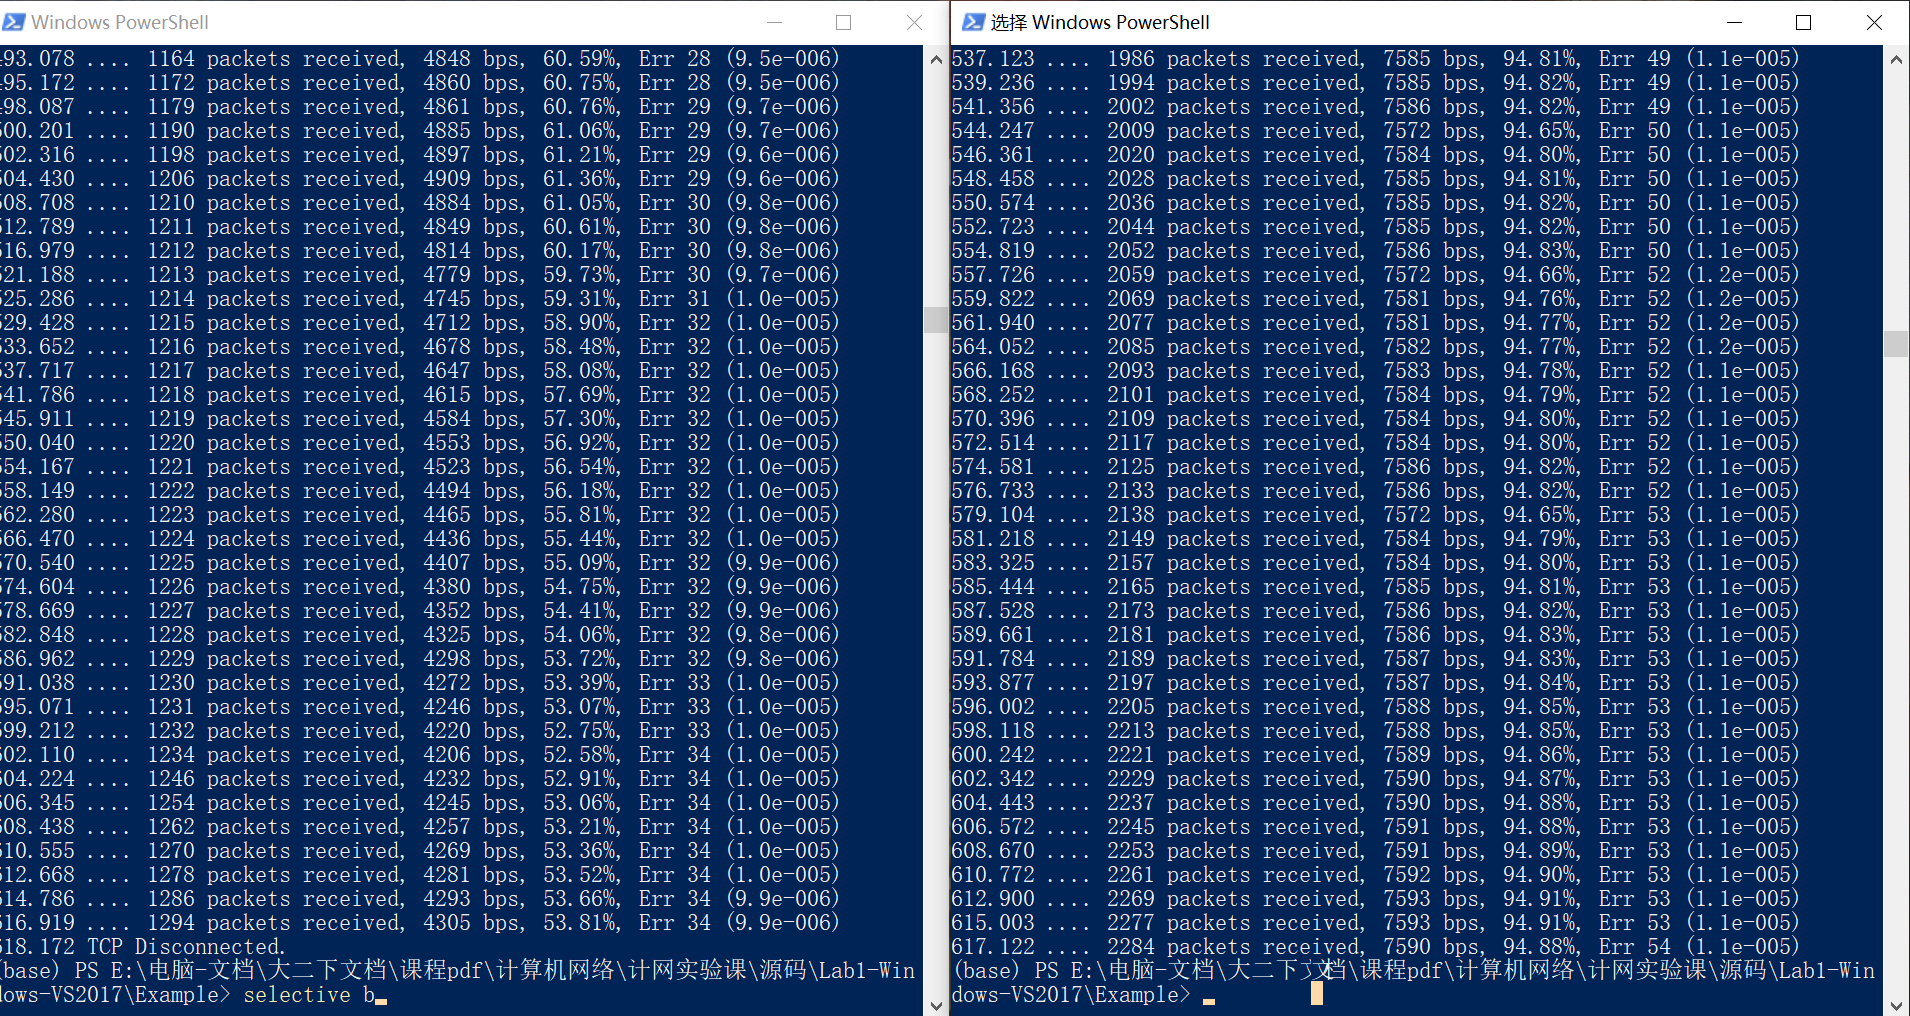 Windows PowerShell
93.078 .... 1164 packets received, 4848 bps, 60.59%, Err 28 (9.5e-006)
95.172 .... 1172 packets received, 4860 bps, 60.75%, Err 28 (9.5e-006)
98.087 .... 1179 packets received, 4861 bps, 60.76%, Err 29 (9.7e-006)
00.201 .... 1190 packets received, 4885 bps, 61.06%, Err 29 (9.7e-006)
02.316 .... 1198 packets received, 4897 bps, 61.21%, Err 29 (9.6e-006)
04.430 .... 1206 packets received, 4909 bps, 61.36%, Err 29 (9.6e-006)
08.708 .... 1210 packets received, 4884 bps, 61.05%, Err 30 (9.8e-006)
12.789 .... 1211 packets received, 4849 bps, 60.61%, Err 30 (9.8e-006)
16.979 .... 1212 packets received, 4814 bps, 60.17%, Err 30 (9.8e-006)
21.188 .... 1213 packets received, 4779 bps, 59.73%, Err 30 (9.7e-006)
25.286 .... 1214 packets received, 4745 bps, 59.31%, Err 31 (1.0e-005)
29.428 .... 1215 packets received, 4712 bps, 58.90%, Err 32 (1.0e-005)
33.652 .... 1216 packets received, 4678 bps, 58.48%, Err 32 (1.0e-005)
37.717 .... 1217 packets received, 4647 bps, 58.08%, Err 32 (1.0e-005)
41.786 .... 1218 packets received, 4615 bps, 57.69%, Err 32 (1.0e-005)
45.911 .... 1219 packets received, 4584 bps, 57.30%, Err 32 (1.0e-005)
50.040 .... 1220 packets received, 4553 bps, 56.92%, Err 32 (1.0e-005)
54.167 .... 1221 packets received, 4523 bps, 56.54%, Err 32 (1.0e-005)
58.149 .... 1222 packets received, 4494 bps, 56.18%, Err 32 (1.0e-005)
62.280 .... 1223 packets received, 4465 bps, 55.81%, Err 32 (1.0e-005)
66.470 .... 1224 packets received, 4436 bps, 55.44%, Err 32 (1.0e-005)
70.540 .... 1225 packets received, 4407 bps, 55.09%, Err 32 (9.9e-006)
74.604 .... 1226 packets received, 4380 bps, 54.75%, Err 32 (9.9e-006)
78.669 .... 1227 packets received, 4352 bps, 54.41%, Err 32 (9.9e-006)
82.848 .... 1228 packets received, 4325 bps, 54.06%, Err 32 (9.8e-006)
86.962 .... 1229 packets received, 4298 bps, 53.72%, Err 32 (9.8e-006)
91.038 .... 1230 packets received, 4272 bps, 53.39%, Err 33 (1.0e-005)
95.071 .... 1231 packets received, 4246 bps, 53.07%, Err 33 (1.0e-005)
99.212 .... 1232 packets received, 4220 bps, 52.75%, Err 33 (1.0e-005)
02.110 .... 1234 packets received, 4206 bps, 52.58%, Err 34 (1.0e-005)
04.224 .... 1246 packets received, 4232 bps, 52.91%, Err 34 (1.0e-005)
06.345 .... 1254 packets received, 4245 bps, 53.06%, Err 34 (1.0e-005)
08.438 .... 1262 packets received, 4257 bps, 53.21%, Err 34 (1.0e-005)
10.555 .... 1270 packets received, 4269 bps, 53.36%, Err 34 (1.0e-005)
12.668 .... 1278 packets received, 4281 bps, 53.52%, Err 34 (1.0e-005)
14.786 .... 1286 packets received, 4293 bps, 53.66%, Err 34 (9.9e-006)
16.919 .... 1294 packets received, 4305 bps, 53.81%, Err 34 (9.9e-006)
18.172 TCP Disconnected.
(base) PS E:\电脑-文档\大二下文档\课程pdf\计算机网络\计网实验课\源码\Lab1-Win
dows-VS2017\Example> selective b
选择 Windows PowerShell
537.123 .... 1986 packets received, 7585 bps, 94.81%, Err 49 (1.1e-005)
539.236 .... 1994 packets received, 7585 bps, 94.82%, Err 49 (1.1e-005)
541.356 .... 2002 packets received, 7586 bps, 94.82%, Err 49 (1.1e-005)
544.247 .... 2009 packets received, 7572 bps, 94.65%, Err 50 (1.1e-005)
546.361 .... 2020 packets received, 7584 bps, 94.80%, Err 50 (1.1e-005)
548.458 .... 2028 packets received, 7585 bps, 94.81%, Err 50 (1.1e-005)
550.574 .... 2036 packets received, 7585 bps, 94.82%, Err 50 (1.1e-005)
552.723 .... 2044 packets received, 7585 bps, 94.82%, Err 50 (1.1e-005)
554.819 .... 2052 packets received, 7586 bps, 94.83%, Err 50 (1.1e-005)
557.726 .... 2059 packets received, 7572 bps, 94.66%, Err 52 (1.2e-005)
559.822 .... 2069 packets received, 7581 bps, 94.76%, Err 52 (1.2e-005)
561.940 .... 2077 packets received, 7581 bps, 94.77%, Err 52 (1.2e-005)
564.052 .... 2085 packets received, 7582 bps, 94.77%, Err 52 (1.2e-005)
566.168 .... 2093 packets received, 7583 bps, 94.78%, Err 52 (1.1e-005)
568.252 .... 2101 packets received, 7584 bps, 94.79%, Err 52 (1.1e-005)
570.396 .... 2109 packets received, 7584 bps, 94.80%, Err 52 (1.1e-005)
572.514 .... 2117 packets received, 7584 bps, 94.80%, Err 52 (1.1e-005)
574.581 .... 2125 packets received, 7586 bps, 94.82%, Err 52 (1.1e-005)
576.733 .... 2133 packets received, 7586 bps, 94.82%, Err 52 (1.1e-005)
579.104 .... 2138 packets received, 7572 bps, 94.65%, Err 53 (1.1e-005)
581.218 .... 2149 packets received, 7584 bps, 94.79%, Err 53 (1.1e-005)
583.325 .... 2157 packets received, 7584 bps, 94.80%, Err 53 (1.1e-005)
585.444 .... 2165 packets received, 7585 bps, 94.81%, Err 53 (1.1e-005)
587.528 .... 2173 packets received, 7586 bps, 94.82%, Err 53 (1.1e-005)
589.661 .... 2181 packets received, 7586 bps, 94.83%, Err 53 (1.1e-005)
591.784 .... 2189 packets received, 7587 bps, 94.83%, Err 53 (1.1e-005)
593.877 .... 2197 packets received, 7587 bps, 94.84%, Err 53 (1.1e-005)
596.002 .... 2205 packets received, 7588 bps, 94.85%, Err 53 (1.1e-005)
598.118 .... 2213 packets received, 7588 bps, 94.85%, Err 53 (1.1e-005)
600.242 .... 2221 packets received, 7589 bps, 94.86%, Err 53 (1.1e-005)
602.342 .... 2229 packets received, 7590 bps, 94.87%, Err 53 (1.1e-005)
604.443 .... 2237 packets received, 7590 bps, 94.88%, Err 53 (1.1e-005)
606.572 .... 2245 packets received, 7591 bps, 94.88%, Err 53 (1.1e-005)
608.670 .... 2253 packets received, 7591 bps, 94.89%, Err 53 (1.1e-005)
610.772 .... 2261 packets received, 7592 bps, 94.90%, Err 53 (1.1e-005)
612.900 .... 2269 packets received, 7593 bps, 94.91%, Err 53 (1.1e-005)
615.003 .... 2277 packets received, 7593 bps, 94.91%, Err 53 (1.1e-005)
617.122 .... 2284 packets received, 7590 bps, 94.88%, Err 54 (1.1e-005)
(base) PS E:\电脑-文档\大二下文档\课程pdf\计算机网络\计网实验课\源码\Lab1-Win
dows-VS2017\Example>